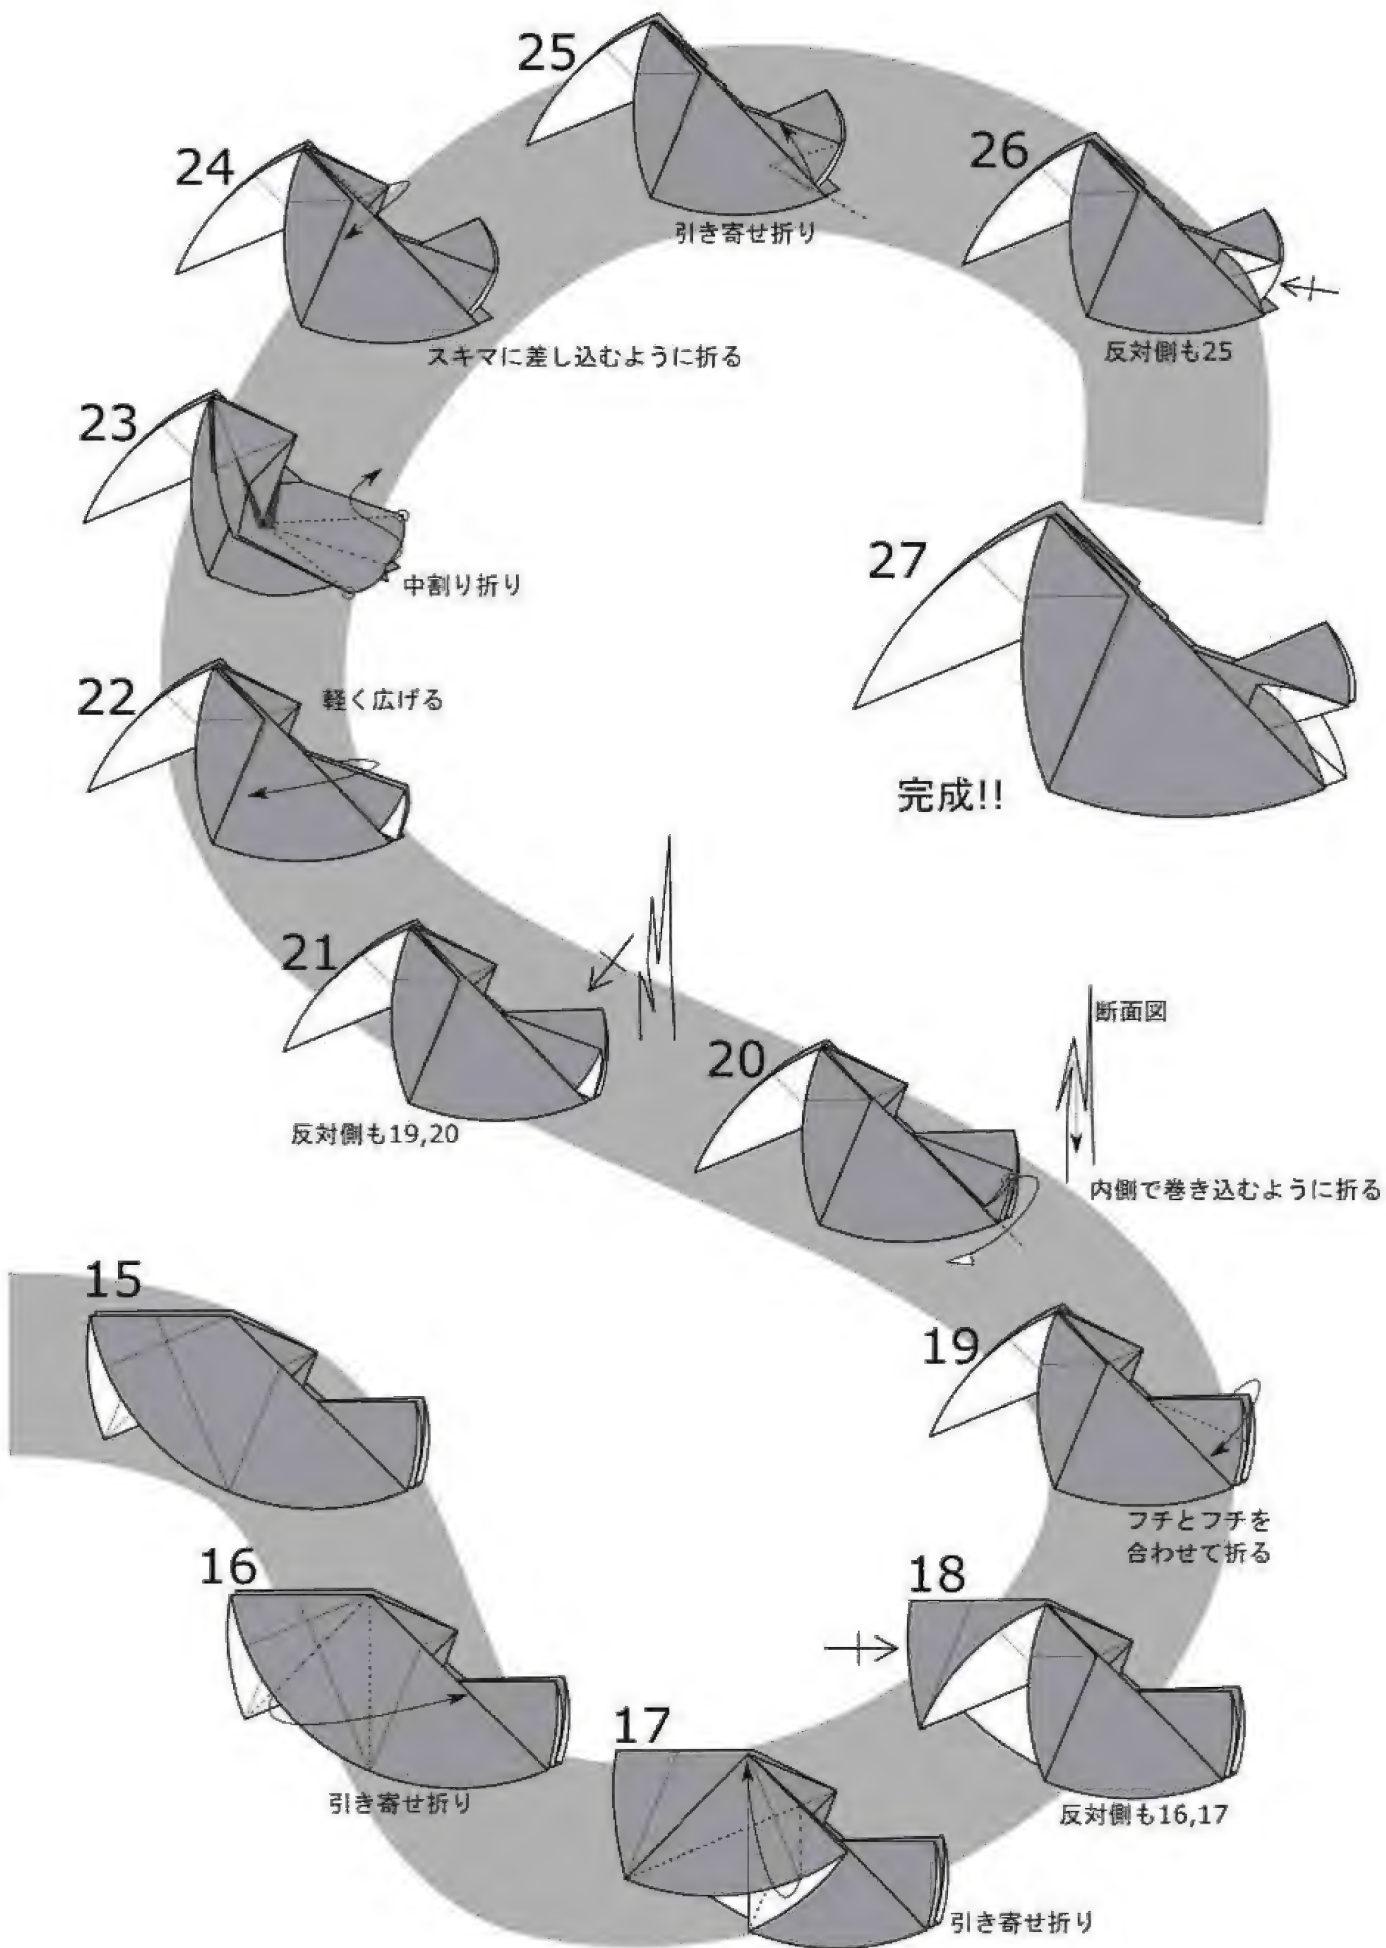 15
16
引き寄せ折り
17
引き寄せ折り
18
反対側も16,17
19
フチとフチを
合わせて折る
20
断面図
内側で巻き込むように折る
21
反対側も19,20
22
軽く広げる
23
中割り折り
24
スキマに差し込むように折る
25
引き寄せ折り
26
反対側も25
27
完成!!